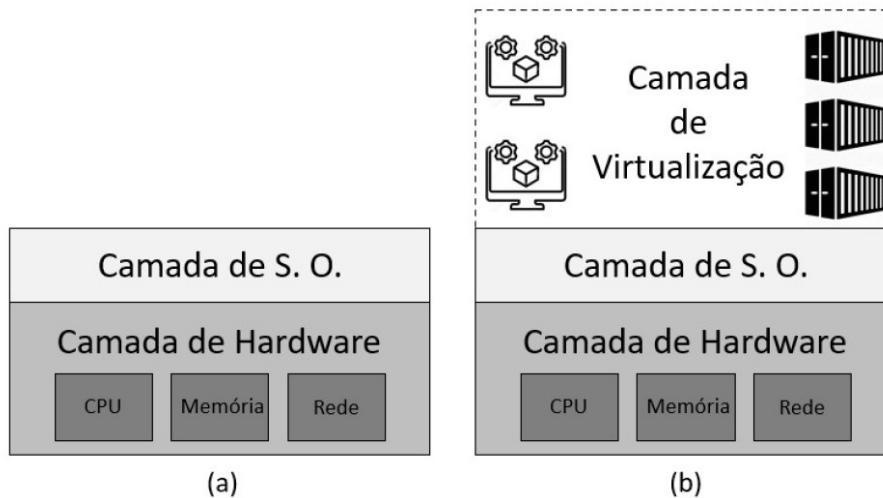 Camada
de
Virtualização
Camada de S. O.
Camada de Hardware
CPU
Memória
Rede
(a)
Camada de S. O.
Camada de Hardware
CPU
Memória
Rede
(b)